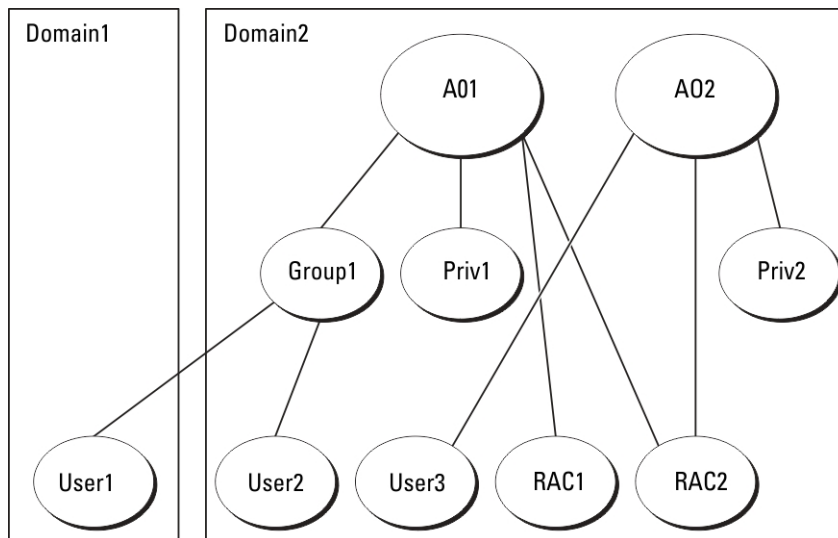 Domain1
Domain2
A01
AO2
Group1
Priv1
Priv2
User1
User2
User3
RAC1
RAC2